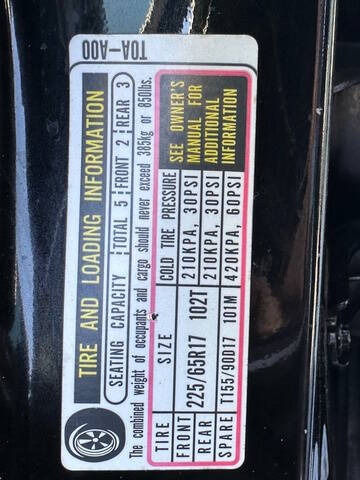 T0A-A00
TIRE AND LOADING INFORMATION
SEATING CAPACITY TOTAL 5 FRONT 2 REAR 3
The combined weight of occupants and cargo should never exceed 385kg or 850lbs.
TIRE SIZE COLD TIRE PRESSURE
FRONT 225/65R17 102T 210KPA, 30PSI
REAR 210KPA, 30PSI
SPARE T155/90D17 101M 420KPA, 60PSI
SEE OWNER'S
MANUAL FOR
ADDITIONAL
INFORMATION